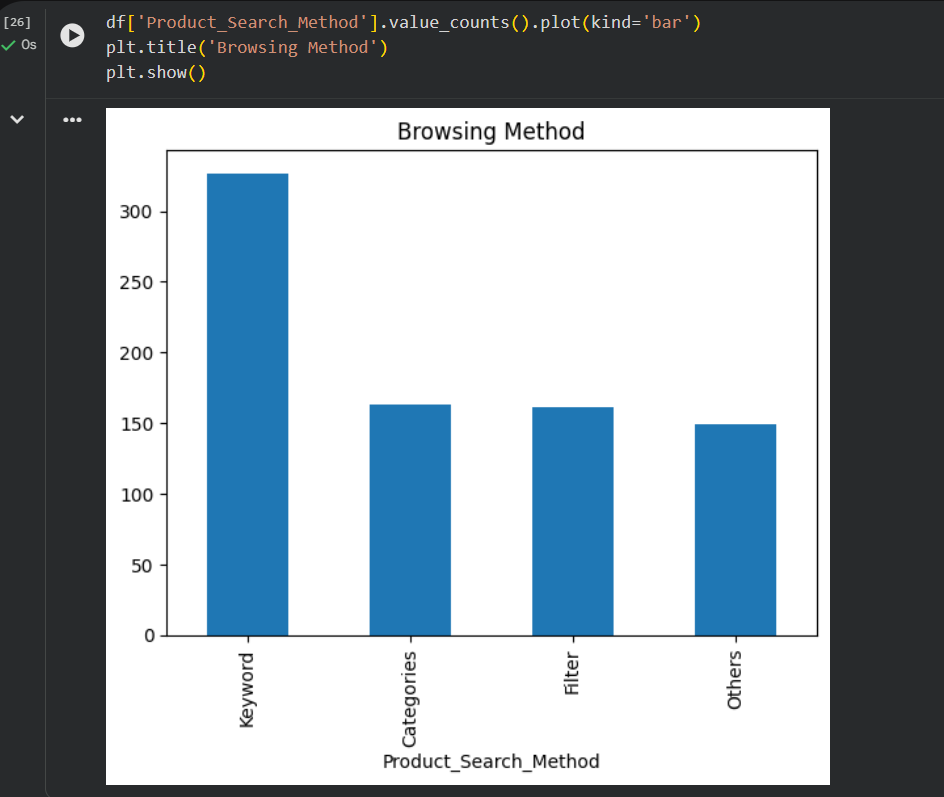 [26]
0s
df['Product_Search_Method'].value_counts().plot(kind='bar')
plt.title('Browsing Method')
plt.show()
Browsing Method
300
250
200
150
100
50
0
Keyword
Categories
Filter
Others
Product_Search_Method